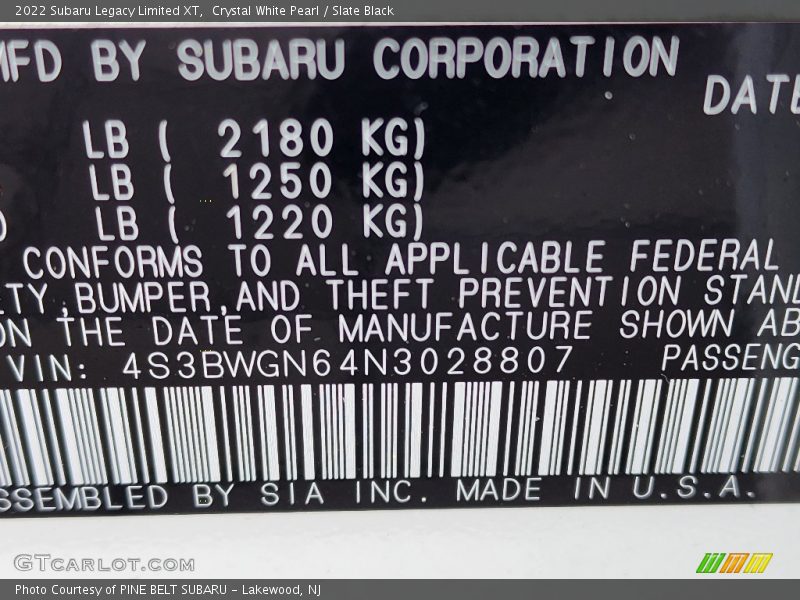 2022 Subaru Legacy Limited XT, Crystal White Pearl / Slate Black
MFD BY SUBARU CORPORATION
DATE
LB ( 2180 KG)
LB ( 1250 KG)
LB ( 1220 KG)
CONFORMS TO ALL APPLICABLE FEDERAL
TY,BUMPER,AND THEFT PREVENTION STAND
ON THE DATE OF MANUFACTURE SHOWN AB
VIN: 4S3BWGN64N3028807 PASSENG
SSEMBLED BY SIA INC. MADE IN U.S.A.
GTCARLOT.COM
Photo Courtesy of PINE BELT SUBARU - Lakewood, NJ